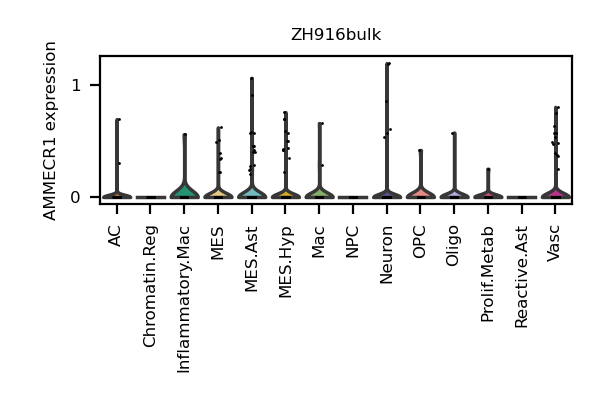 ZH916bulk
AMMECR1 expression
1
0
AC
Chromatin.Reg
Inflammatory.Mac
MES
MES.Ast
MES.Hyp
Mac
NPC
Neuron
OPC
Oligo
Prolif.Metab
Reactive.Ast
Vasc